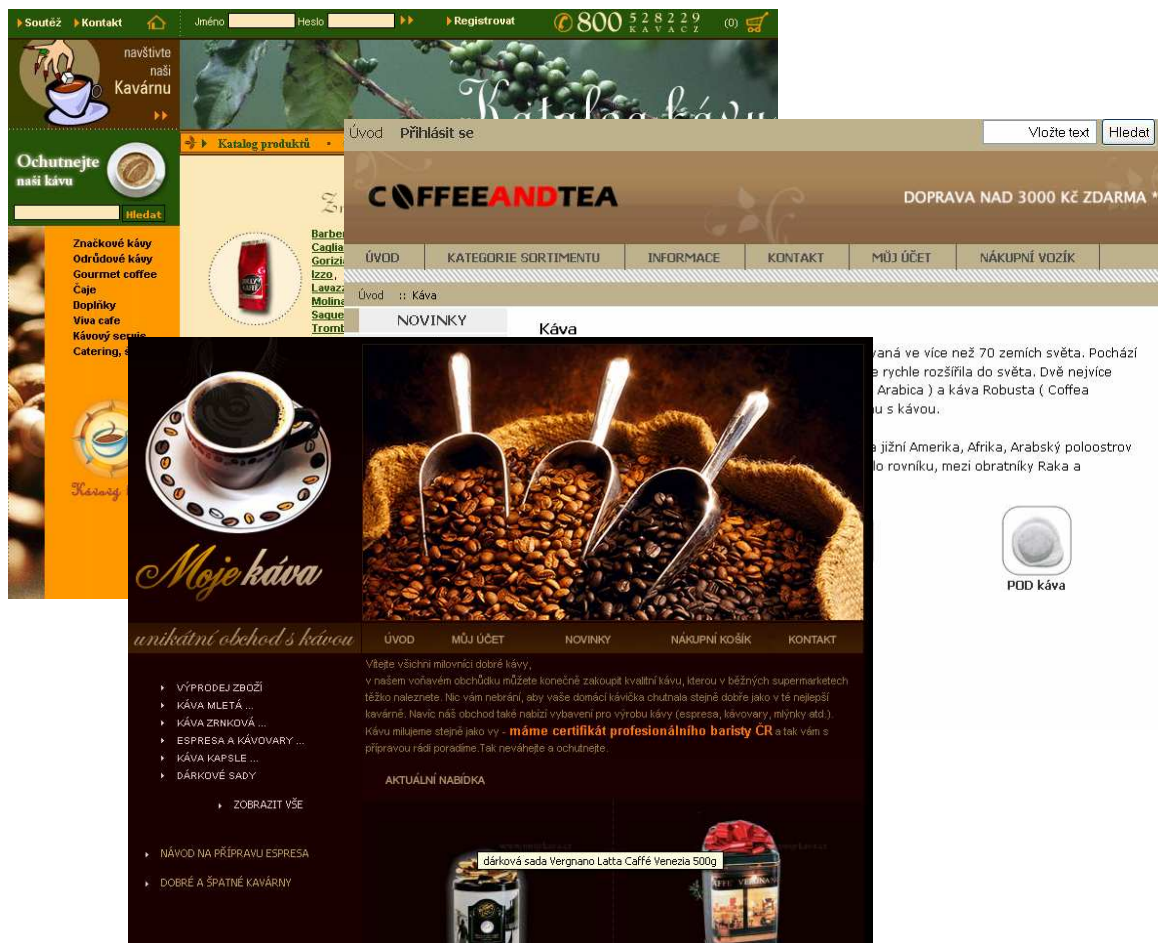 Soutěž Kontakt Jméno Heslo Registrovat 800 528229 (0)
KAVACZ
navštivte
naši
Kavárnu
Katalog kávy
Katalog produktů
Ochutnejte
naši kávu
Hledat
Značkové kávy
Odrůdové kávy
Gourmet coffee
Čaje
Doplňky
Viva cafe
Kávový servis
Catering,
Kávový
Izzo,
Úvod Přihlásit se Vložte text Hledat
COFFEEANDTEA DOPRAVA NAD 3000 Kč ZDARMA *
ÚVOD KATEGORIE SORTIMENTU INFORMACE KONTAKT MŮJ ÚČET NÁKUPNÍ VOZÍK
Úvod :: Káva
NOVINKY
Káva
ve více než 70 zemích světa. Pochází
rychle rozšířila do světa. Dvě nejvíce
Arabica ) a káva Robusta ( Coffea
s kávou.
jižní Amerika, Afrika, Arabský poloostrov
rovníku, mezi obratníky Raka a
POD káva
Moje káva
unikátní obchod s kávou
ÚVOD MŮJ ÚČET NOVINKY NÁKUPNÍ KOŠÍK KONTAKT
VÝPRODEJ ZBOŽÍ
KÁVA MLETÁ ...
KÁVA ZRNKOVÁ ...
ESPRESA A KÁVOVARY ...
KÁVA KAPSLE ...
DÁRKOVÉ SADY
ZOBRAZIT VŠE
NÁVOD NA PŘÍPRAVU ESPRESA
DOBRÉ A ŠPATNÉ KAVÁRNY
Vítejte všichni milovníci dobré kávy,
v našem voňavém obchůdku můžete konečně zakoupit kvalitní kávu, kterou v běžných supermarketech
těžko naleznete. Nic vám nebrání, aby vaše domácí kávička chutnala stejně dobře jako v té nejlepší
kavárně. Navíc náš obchod také nabízí vybavení pro výrobu kávy (espresa, kávovary, mlýnky atd.).
Kávu milujeme stejně jako vy - máme certifikát profesionálního baristy ČR a tak vám s
přípravou rádi poradíme.Tak neváhejte a ochutnejte.
AKTUÁLNÍ NABÍDKA
dárková sada Vergnano Latta Caffé Venezia 500g